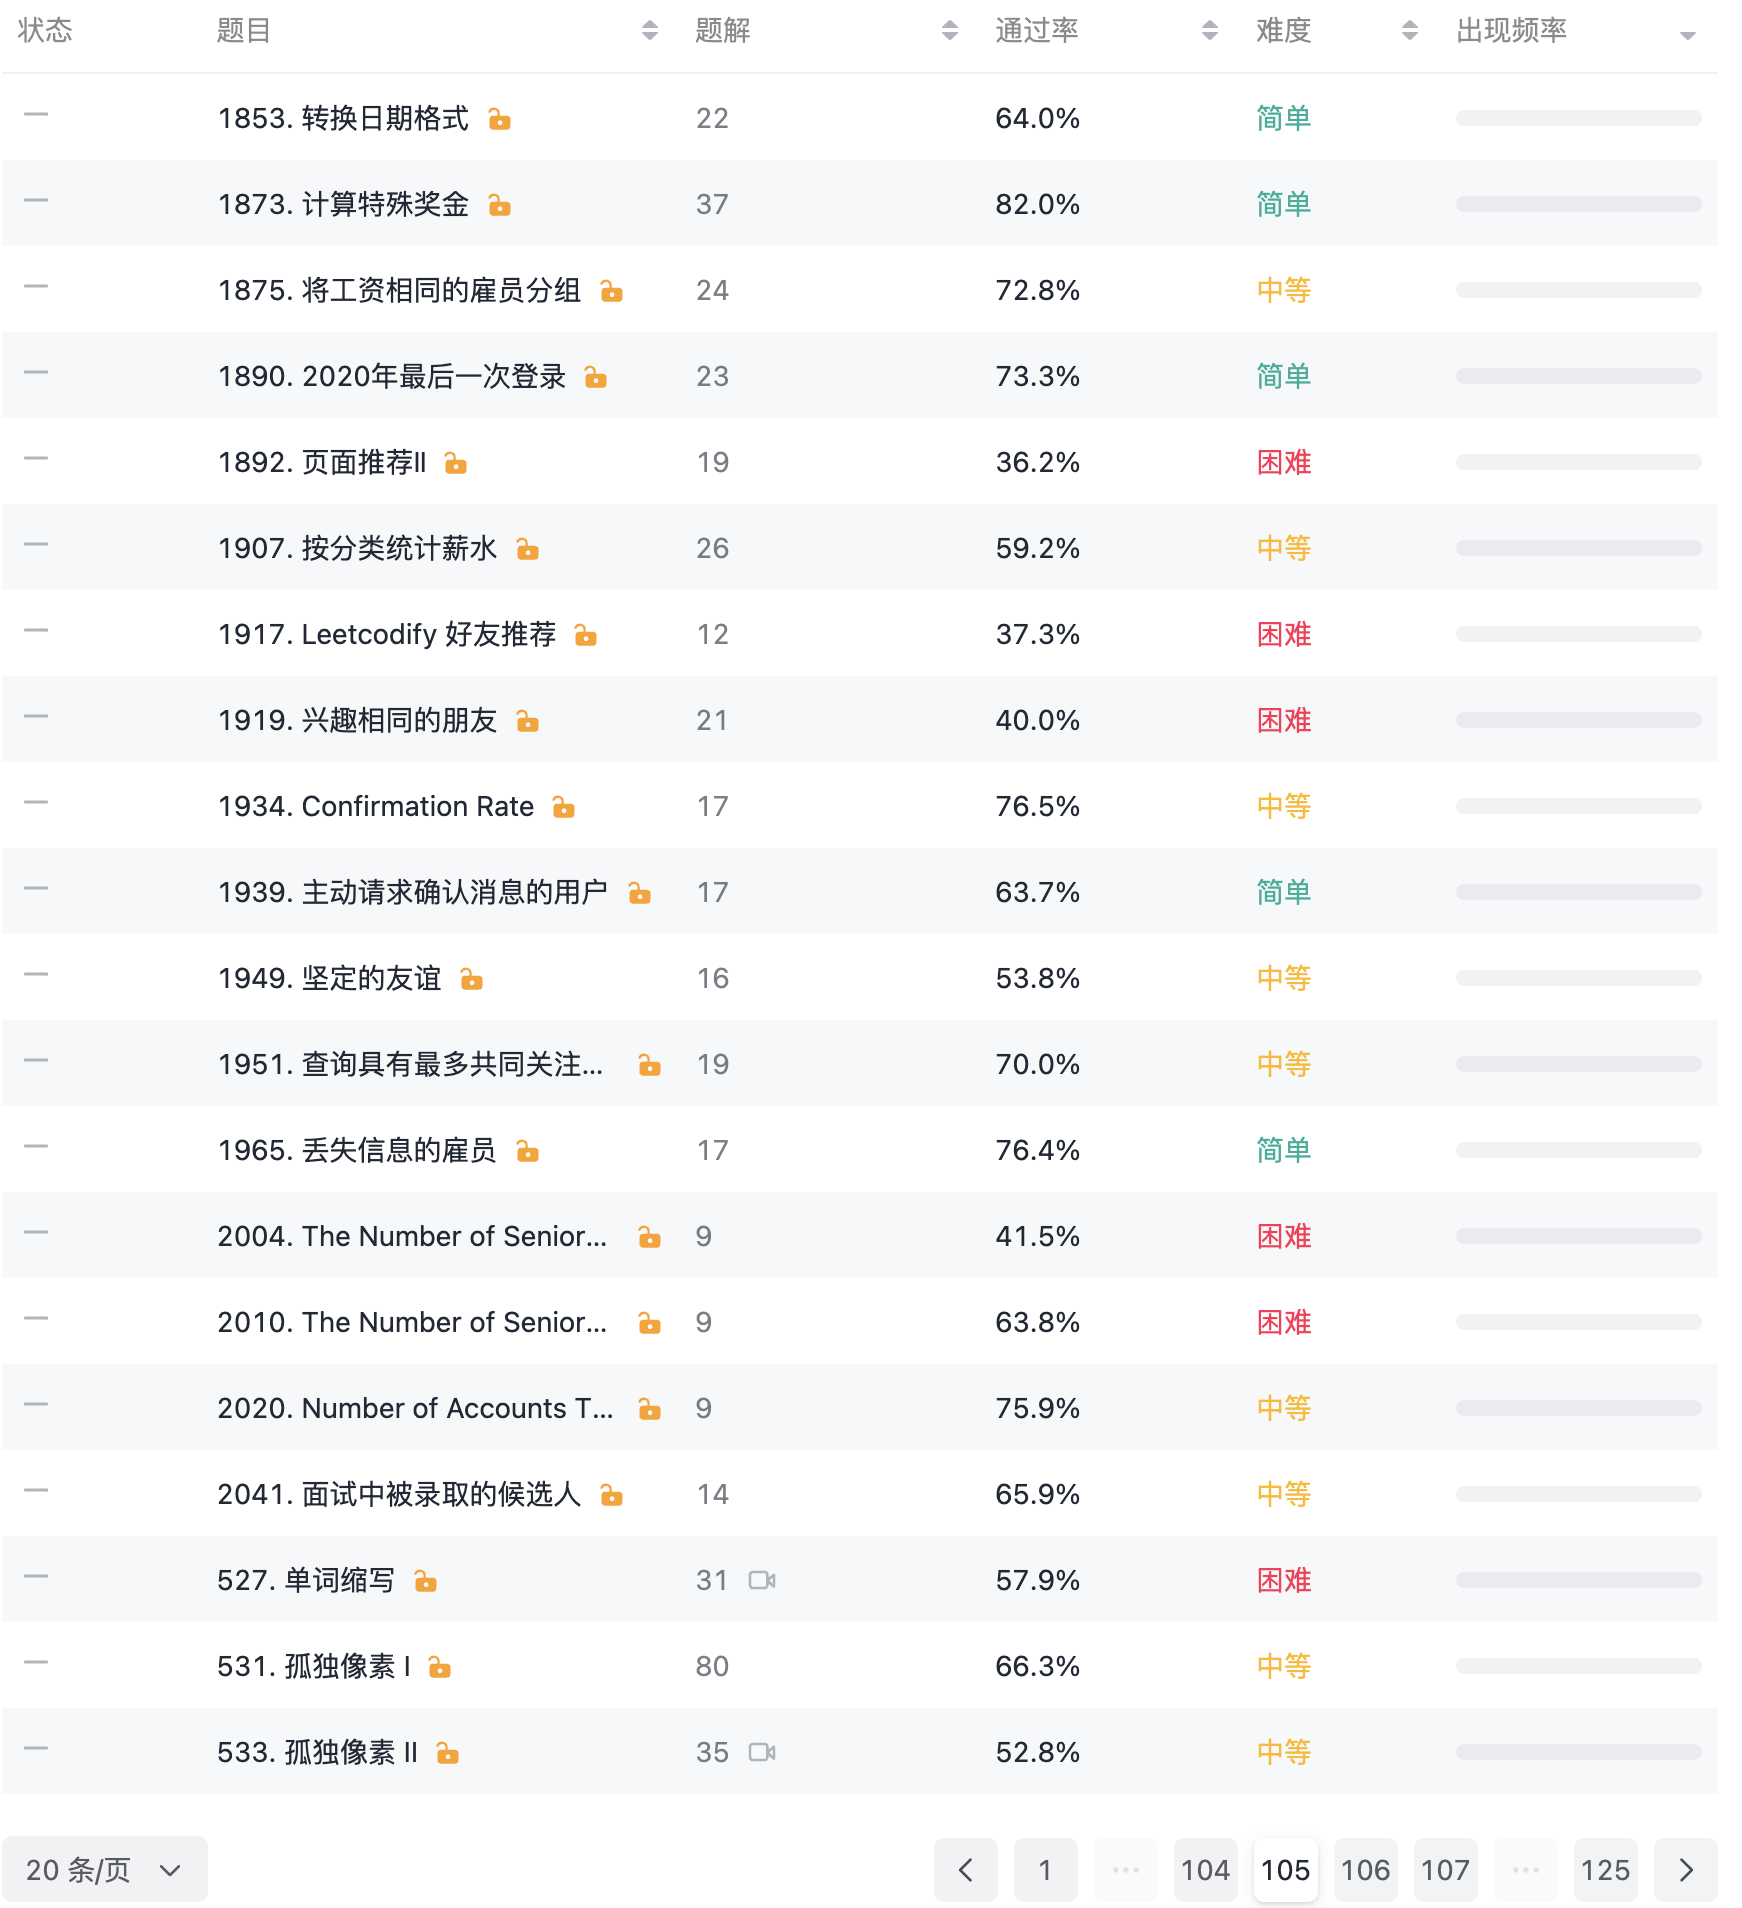 状态 题目 题解 通过率 难度 出现频率
1853. 转换日期格式 22 64.0% 简单
1873. 计算特殊奖金 37 82.0% 简单
1875. 将工资相同的雇员分组 24 72.8% 中等
1890. 2020年最后一次登录 23 73.3% 简单
1892. 页面推荐II 19 36.2% 困难
1907. 按分类统计薪水 26 59.2% 中等
1917. Leetcodify 好友推荐 12 37.3% 困难
1919. 兴趣相同的朋友 21 40.0% 困难
1934. Confirmation Rate 17 76.5% 中等
1939. 主动请求确认消息的用户 17 63.7% 简单
1949. 坚定的友谊 16 53.8% 中等
1951. 查询具有最多共同关注... 19 70.0% 中等
1965. 丢失信息的雇员 17 76.4% 简单
2004. The Number of Senior... 9 41.5% 困难
2010. The Number of Senior... 9 63.8% 困难
2020. Number of Accounts T... 9 75.9% 中等
2041. 面试中被录取的候选人 14 65.9% 中等
527. 单词缩写 31 57.9% 困难
531. 孤独像素 I 80 66.3% 中等
533. 孤独像素 II 35 52.8% 中等
20 条/页 1 ... 104 105 106 107 ... 125